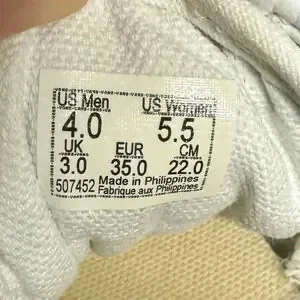 US Men US Women
4.0 5.5
UK EUR CM
3.0 35.0 22.0
507452 Made in Philippines
Fabrique aux Philippines